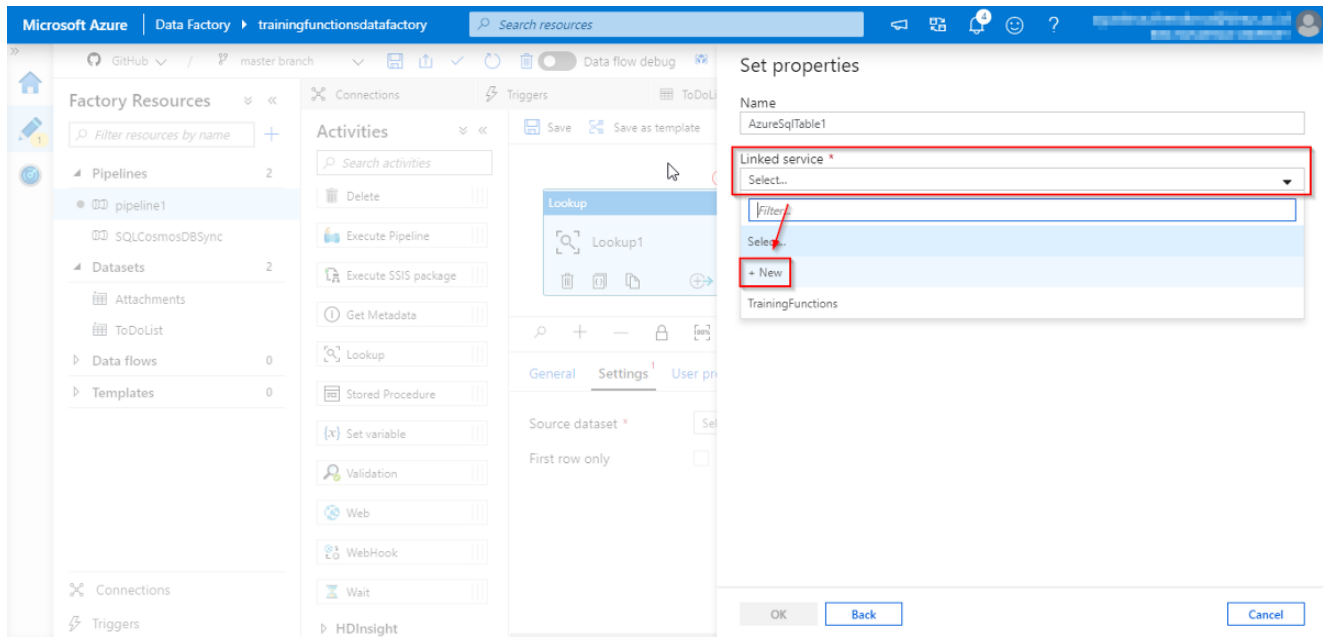 Microsoft Azure
Data Factory
trainingfunctionsdatafactory
Search resources
4
?
»
GitHub
/
master branch
Data flow debug
Factory Resources
Filter resources by name
1
Pipelines
2
pipeline1
SQLCosmosDBSync
Datasets
2
Attachments
ToDoList
Data flows
0
Templates
0
Connections
Triggers
Connections
Triggers
Activities
Search activities
Delete
Execute Pipeline
Execute SSIS package
Get Metadata
Lookup
Stored Procedure
{x} Set variable
Validation
Web
WebHook
Wait
HDInsight
Save
Save as template
Lookup
Lookup1
General
Settings 1
Source dataset *
First row only
Set properties
Name
AzureSqlTable1
Linked service *
Select...
Filter...
Select...
+ New
TrainingFunctions
OK
Back
Cancel